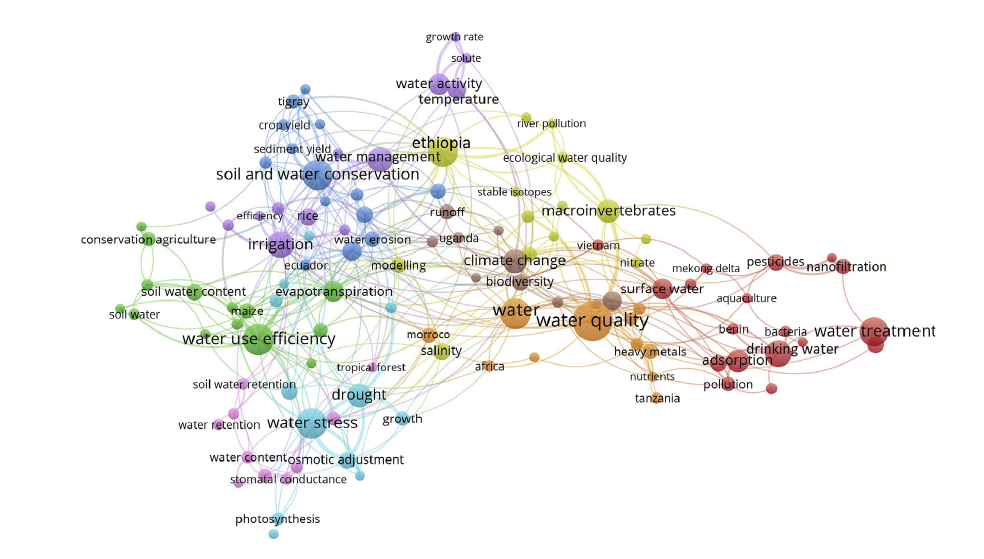 growth rate
solute
water activity
temperature
tigray
crop yield
river pollution
ethiopia
sediment yield
water management
ecological water quality
soil and water conservation
stable isotopes
efficiency
rice
runoff
macroinvertebrates
conservation agriculture
irrigation
water erosion
uganda
vietnam
ecuador
modelling
climate change
nitrate
mekong delta
pesticides
nanofiltration
soil water content
evapotranspiration
biodiversity
surface water
aquaculture
soil water
maize
water
water quality
benin
bacteria
water treatment
water use efficiency
morroco
salinity
heavy metals
drinking water
adsorption
tropical forest
africa
nutrients
pollution
soil water retention
drought
tanzania
water retention
water stress
growth
water content
osmotic adjustment
stomatal conductance
photosynthesis